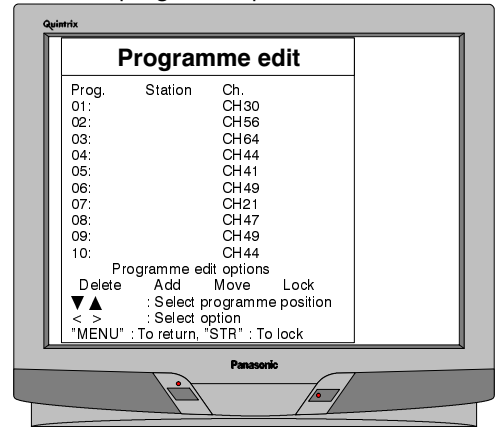 Quintrix
Programme edit
Prog. Station Ch.
01: CH30
02: CH56
03: CH64
04: CH44
05: CH41
06: CH49
07: CH21
08: CH47
09: CH49
10: CH44
Programme edit options
Delete Add Move Lock
▼ ▲ : Select programme position
< > : Select option
"MENU" : To return, "STR" : To lock
Panasonic